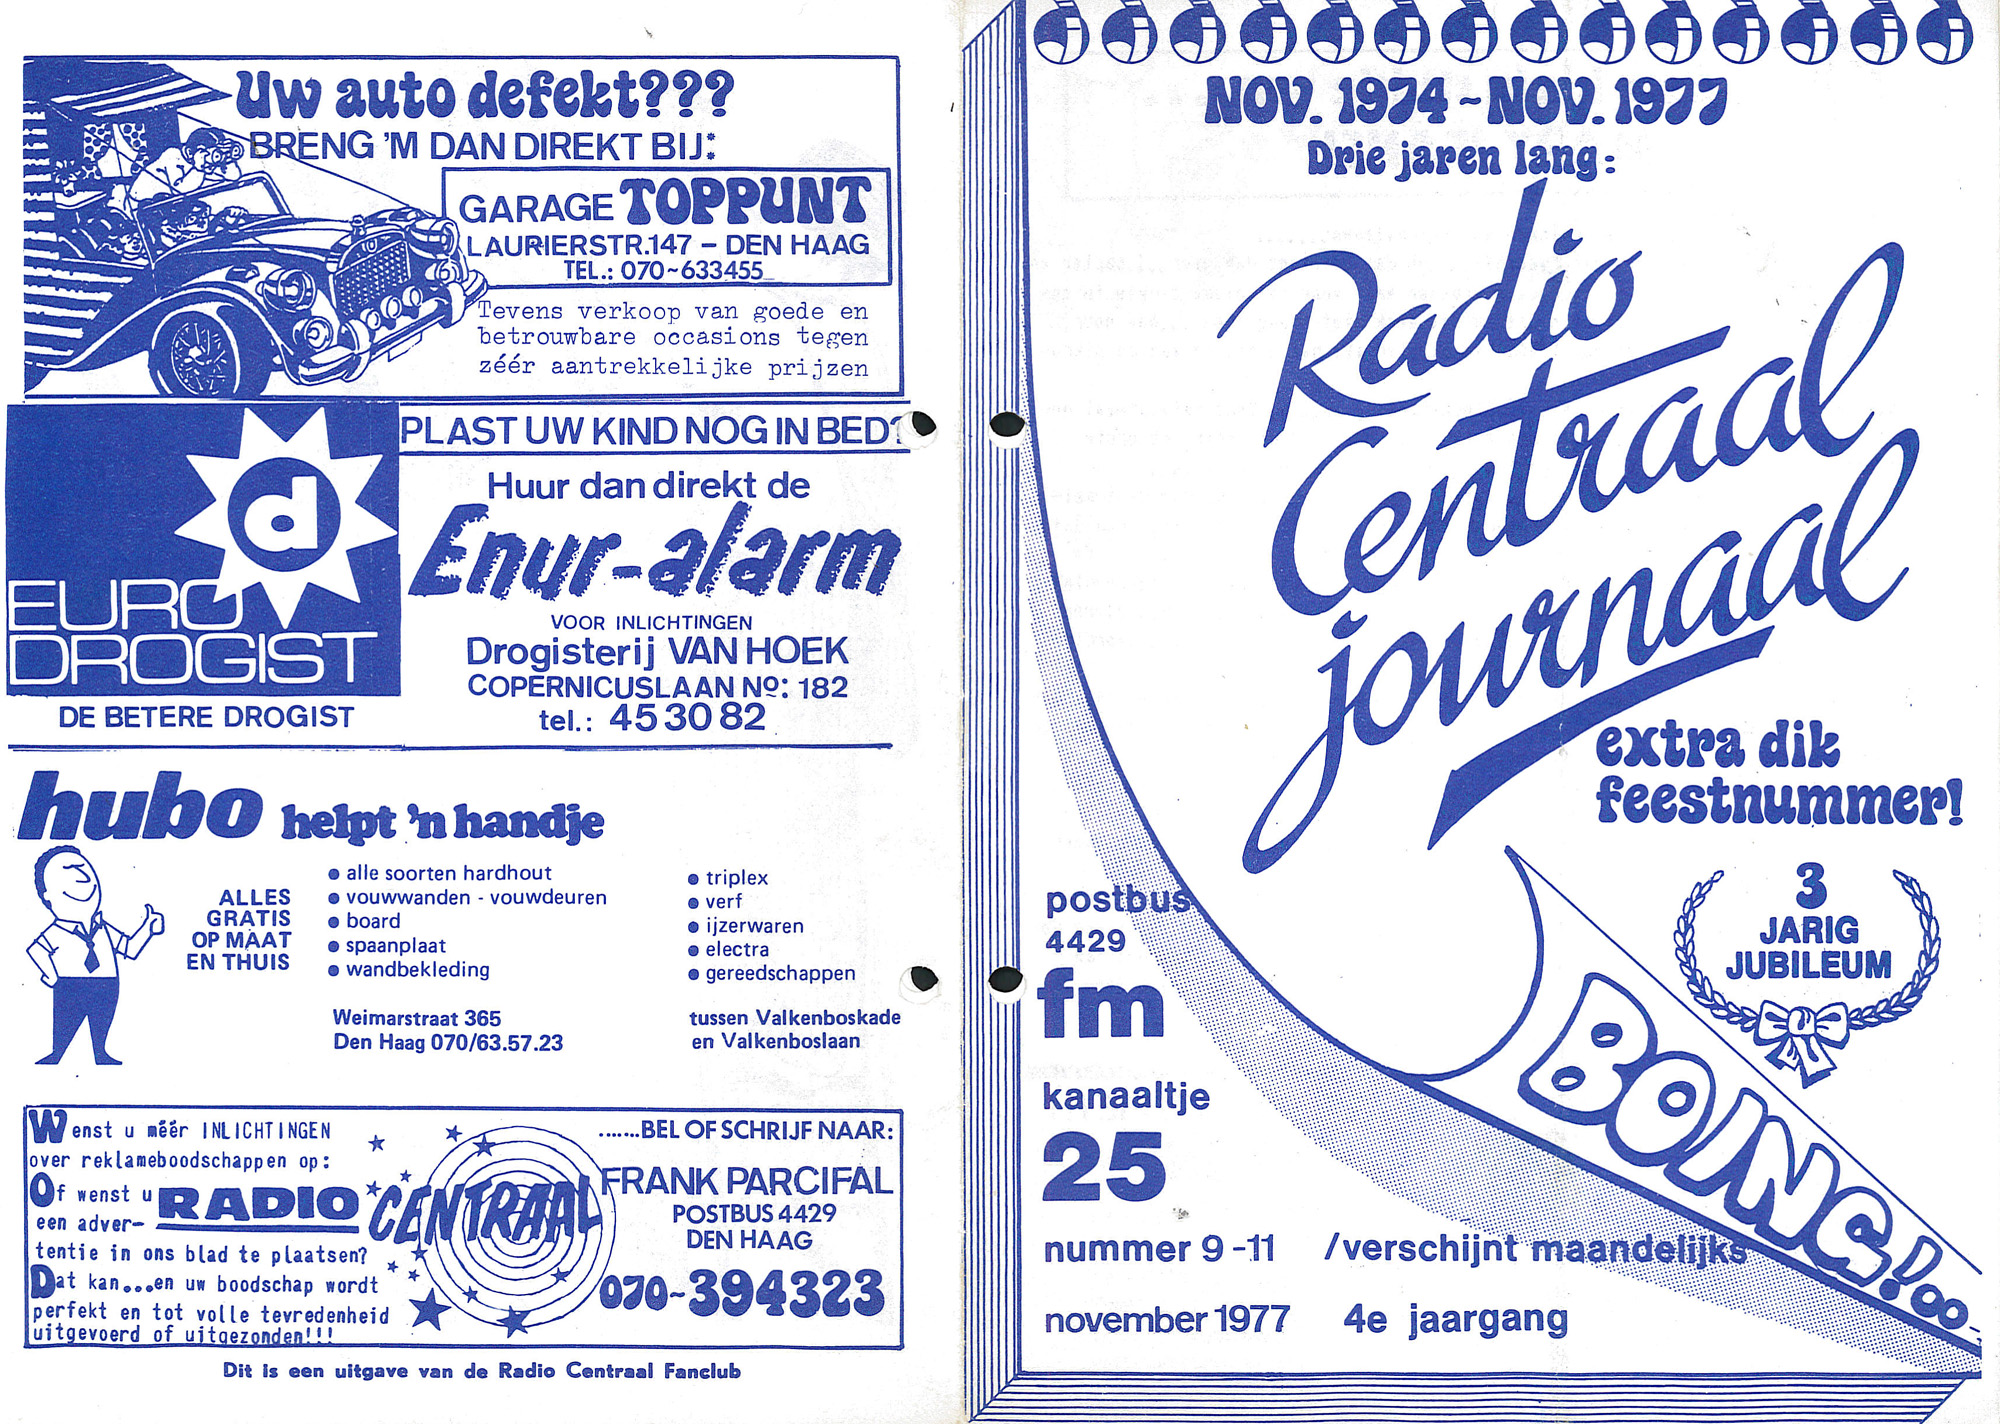 Uw auto defekt???
BRENG 'M DAN DIREKT BIJ:
GARAGE TOPPUNT
LAURIERSTR.147 – DEN HAAG
TEL.: 070~633455
Tevens verkoop van goede en
betrouwbare occasions tegen
zéér aantrekkelijke prijzen
d
EURO
DROGIST
DE BETERE DROGIST
PLAST UW KIND NOG IN BED?
Huur dan direkt de
Enur-alarm
VOOR INLICHTINGEN
Drogisterij VAN HOEK
COPERNICUSLAAN Nº: 182
tel.: 45 30 82
hubo helpt 'n handje
ALLES
GRATIS
OP MAAT
EN THUIS
• alle soorten hardhout
• vouwwanden - vouwdeuren
• board
• spaanplaat
• wandbekleding
• triplex
• verf
• ijzerwaren
• electra
• gereedschappen
Weimarstraat 365
Den Haag 070/63.57.23
tussen Valkenboskade
en Valkenboslaan
Wenst u méér INLICHTINGEN
over reklameboodschappen op:
RADIO CENTRAAL
Of wenst u
een adver-
tentie in ons blad te plaatsen?
Dat kan...en uw boodschap wordt
perfekt en tot volle tevredenheid
uitgevoerd of uitgezonden!!!
......BEL OF SCHRIJF NAAR:
FRANK PARCIFAL
POSTBUS 4429
DEN HAAG
070~394323
Dit is een uitgave van de Radio Centraal Fanclub
NOV. 1974 ~ NOV. 1977
Drie jaren lang:
Radio
Centraal
journaal
extra dik
feestnummer!
3
JARIG
JUBILEUM
BOING!
postbus
4429
fm
kanaaltje
25
nummer 9 -11 /verschijnt maandelijks
november 1977 4e jaargang